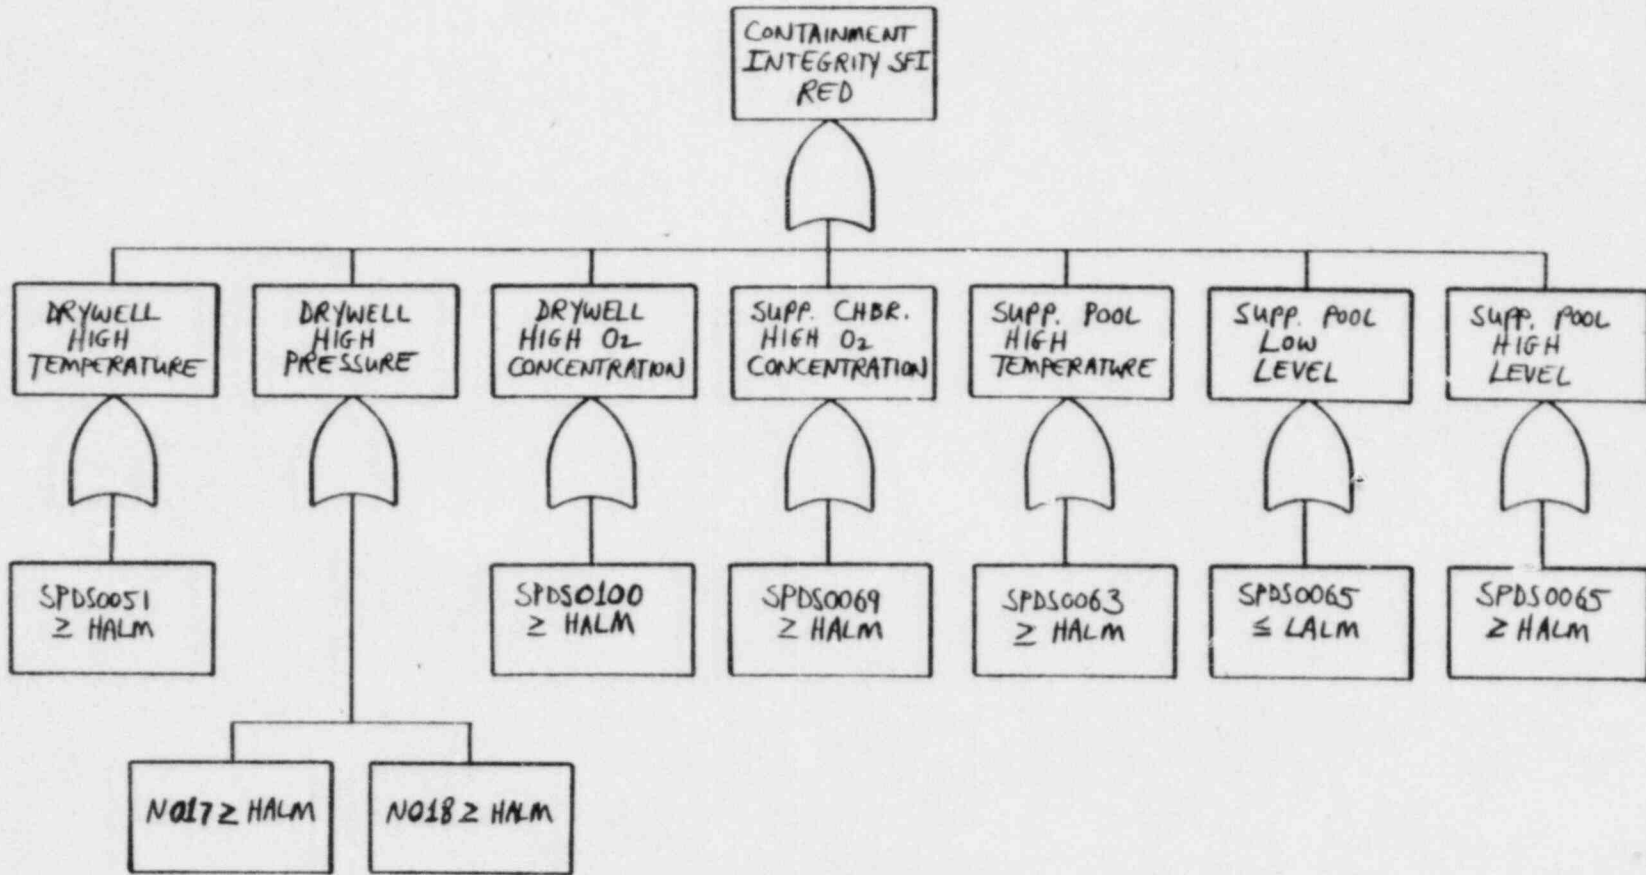 CONTAINMENT
INTEGRITY SFI
RED
DRYWELL
HIGH
TEMPERATURE
DRYWELL
HIGH
PRESSURE
DRYWELL
HIGH O2
CONCENTRATION
SUPP. CHBR.
HIGH O2
CONCENTRATION
SUPP. POOL
HIGH
TEMPERATURE
SUPP. POOL
LOW
LEVEL
SUPP. POOL
HIGH
LEVEL
SPDS0051
≥ HALM
SPDS0100
≥ HALM
SPDS0069
≥ HALM
SPDS0063
≥ HALM
SPDS0065
≤ LALM
SPDS0065
≥ HALM
N017 ≥ HALM
N018 ≥ HALM